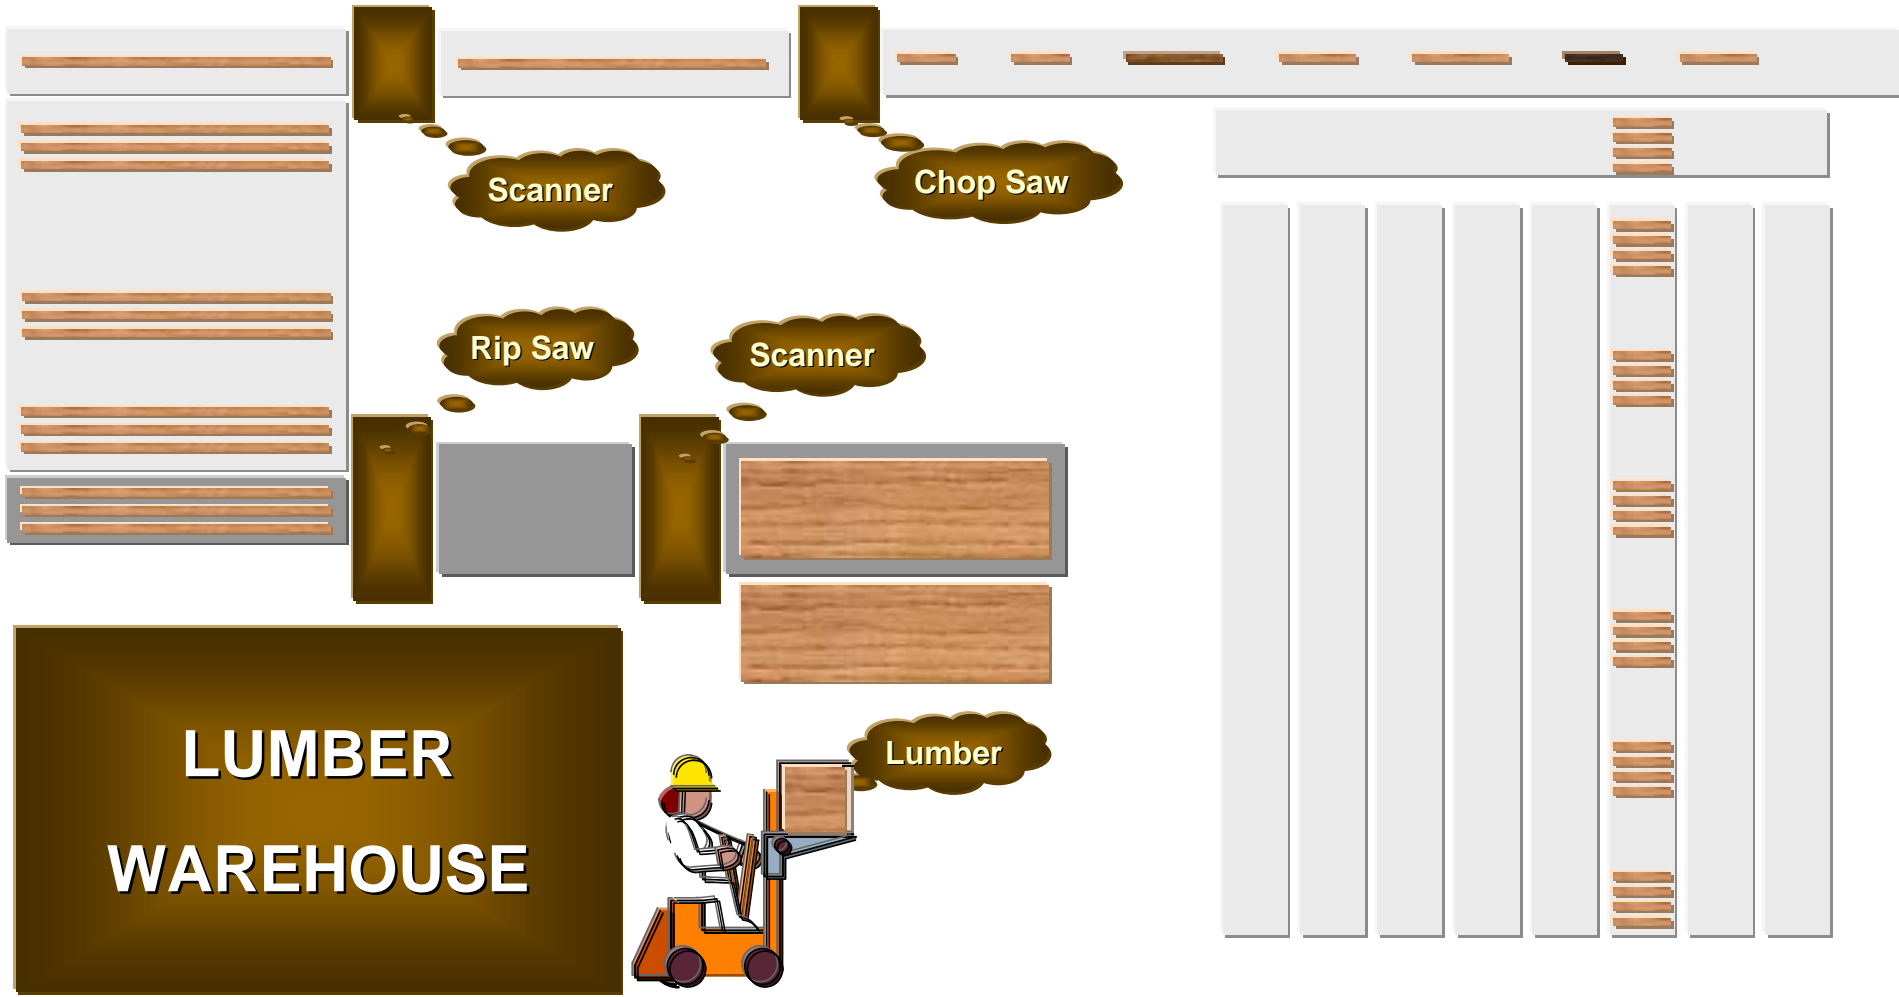 Scanner
Chop Saw
Rip Saw
Scanner
Lumber
LUMBER
WAREHOUSE